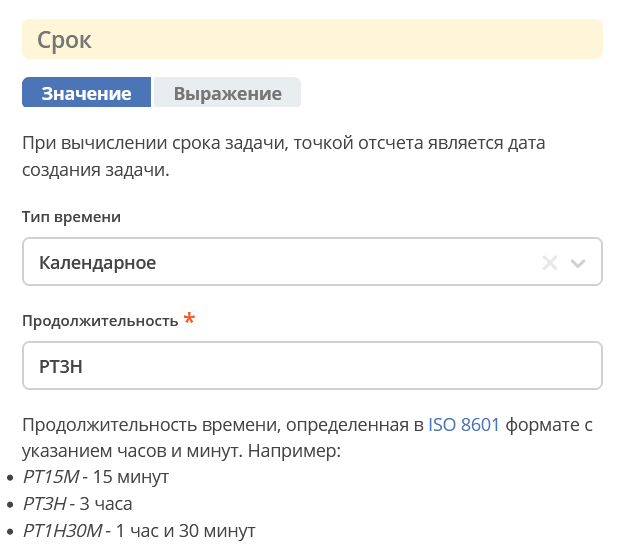 Срок
Значение
Выражение
При вычислении срока задачи, точкой отсчета является дата
создания задачи.
Тип времени
Календарное
Продолжительность *
PT3H
Продолжительность времени, определенная в ISO 8601 формате с
указанием часов и минут. Например:
• PT15M - 15 минут
• PT3H - 3 часа
• PT1H30M - 1 час и 30 минут